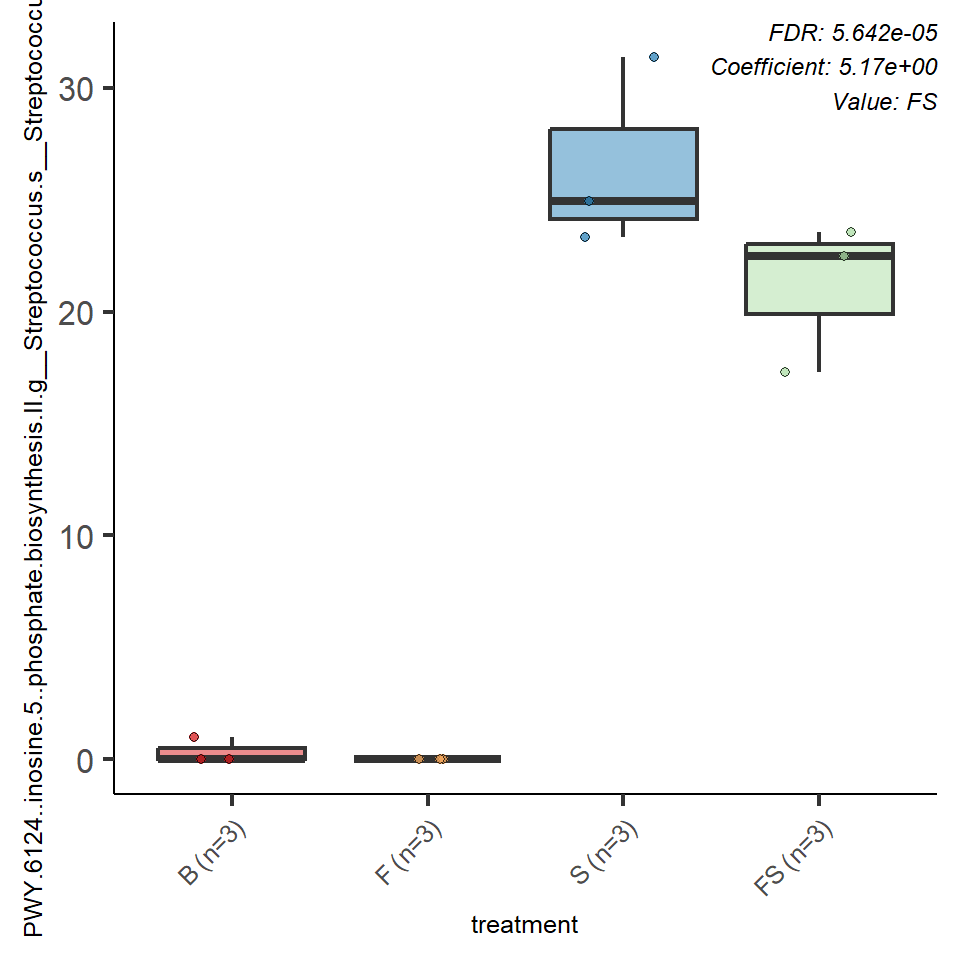 FDR: 5.642e-05
Coefficient: 5.17e+00
Value: FS
PWY.6124..inosine.5..phosphate.biosynthesis.II.g__Streptococcus.s__Streptococcu
30
20
10
0
B (n=3)
F (n=3)
S (n=3)
FS (n=3)
treatment